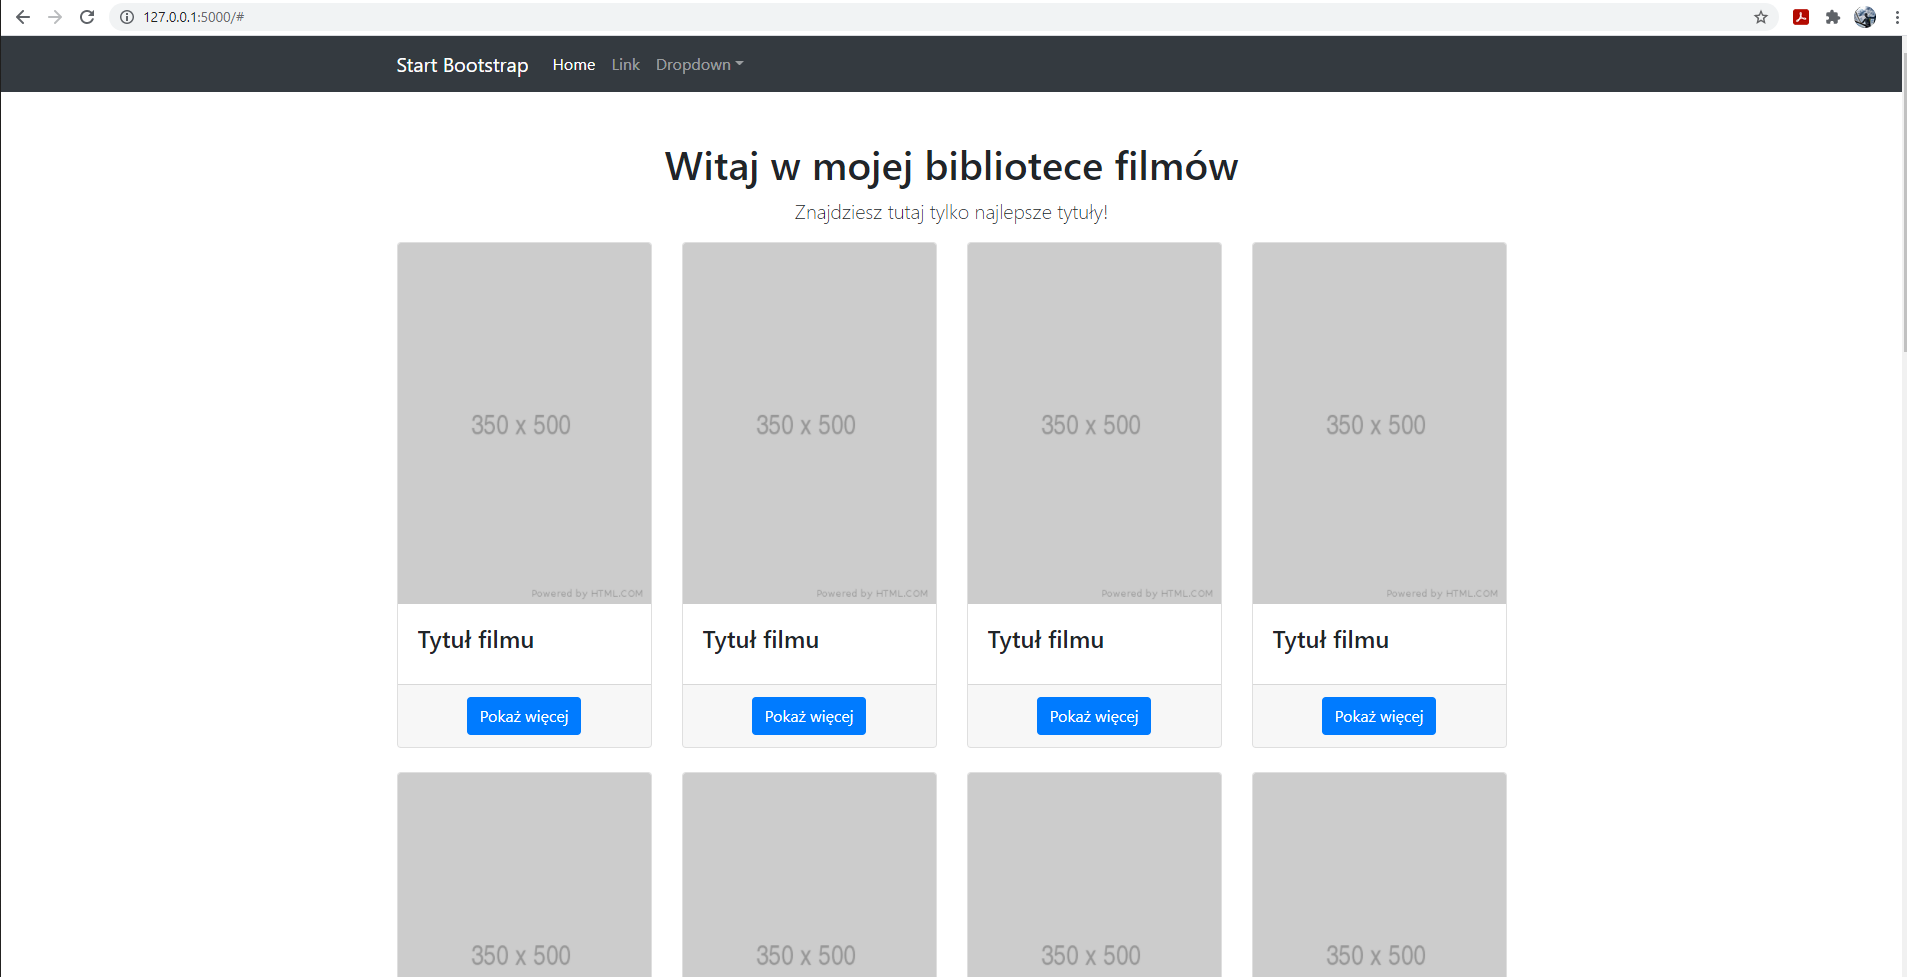 127.0.0.1:5000/#
Start Bootstrap Home Link Dropdown
Witaj w mojej bibliotece filmów
Znajdziesz tutaj tylko najlepsze tytuły!
350 x 500 350 x 500 350 x 500 350 x 500
Powered by HTML.COM Powered by HTML.COM Powered by HTML.COM Powered by HTML.COM
Tytuł filmu Tytuł filmu Tytuł filmu Tytuł filmu
Pokaż więcej Pokaż więcej Pokaż więcej Pokaż więcej
350 x 500 350 x 500 350 x 500 350 x 500